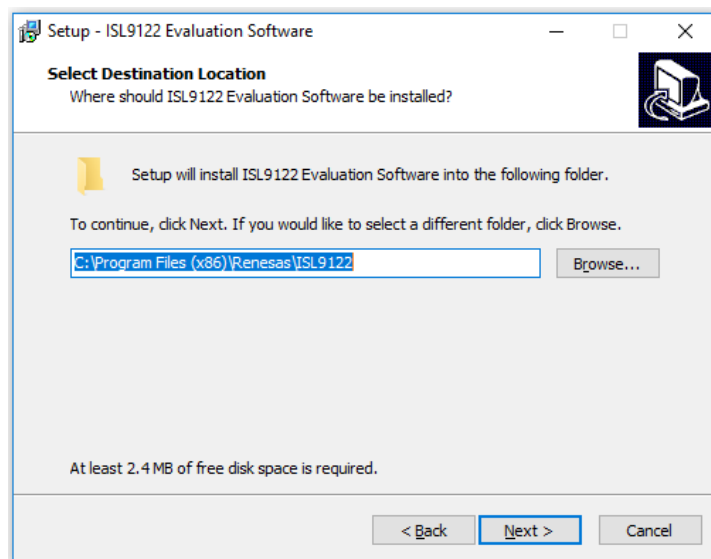 Setup - ISL9122 Evaluation Software
Select Destination Location
Where should ISL9122 Evaluation Software be installed?
Setup will install ISL9122 Evaluation Software into the following folder.
To continue, click Next. If you would like to select a different folder, click Browse.
C:\Program Files (x86)\Renesas\ISL9122
Browse...
At least 2.4 MB of free disk space is required.
< Back
Next >
Cancel